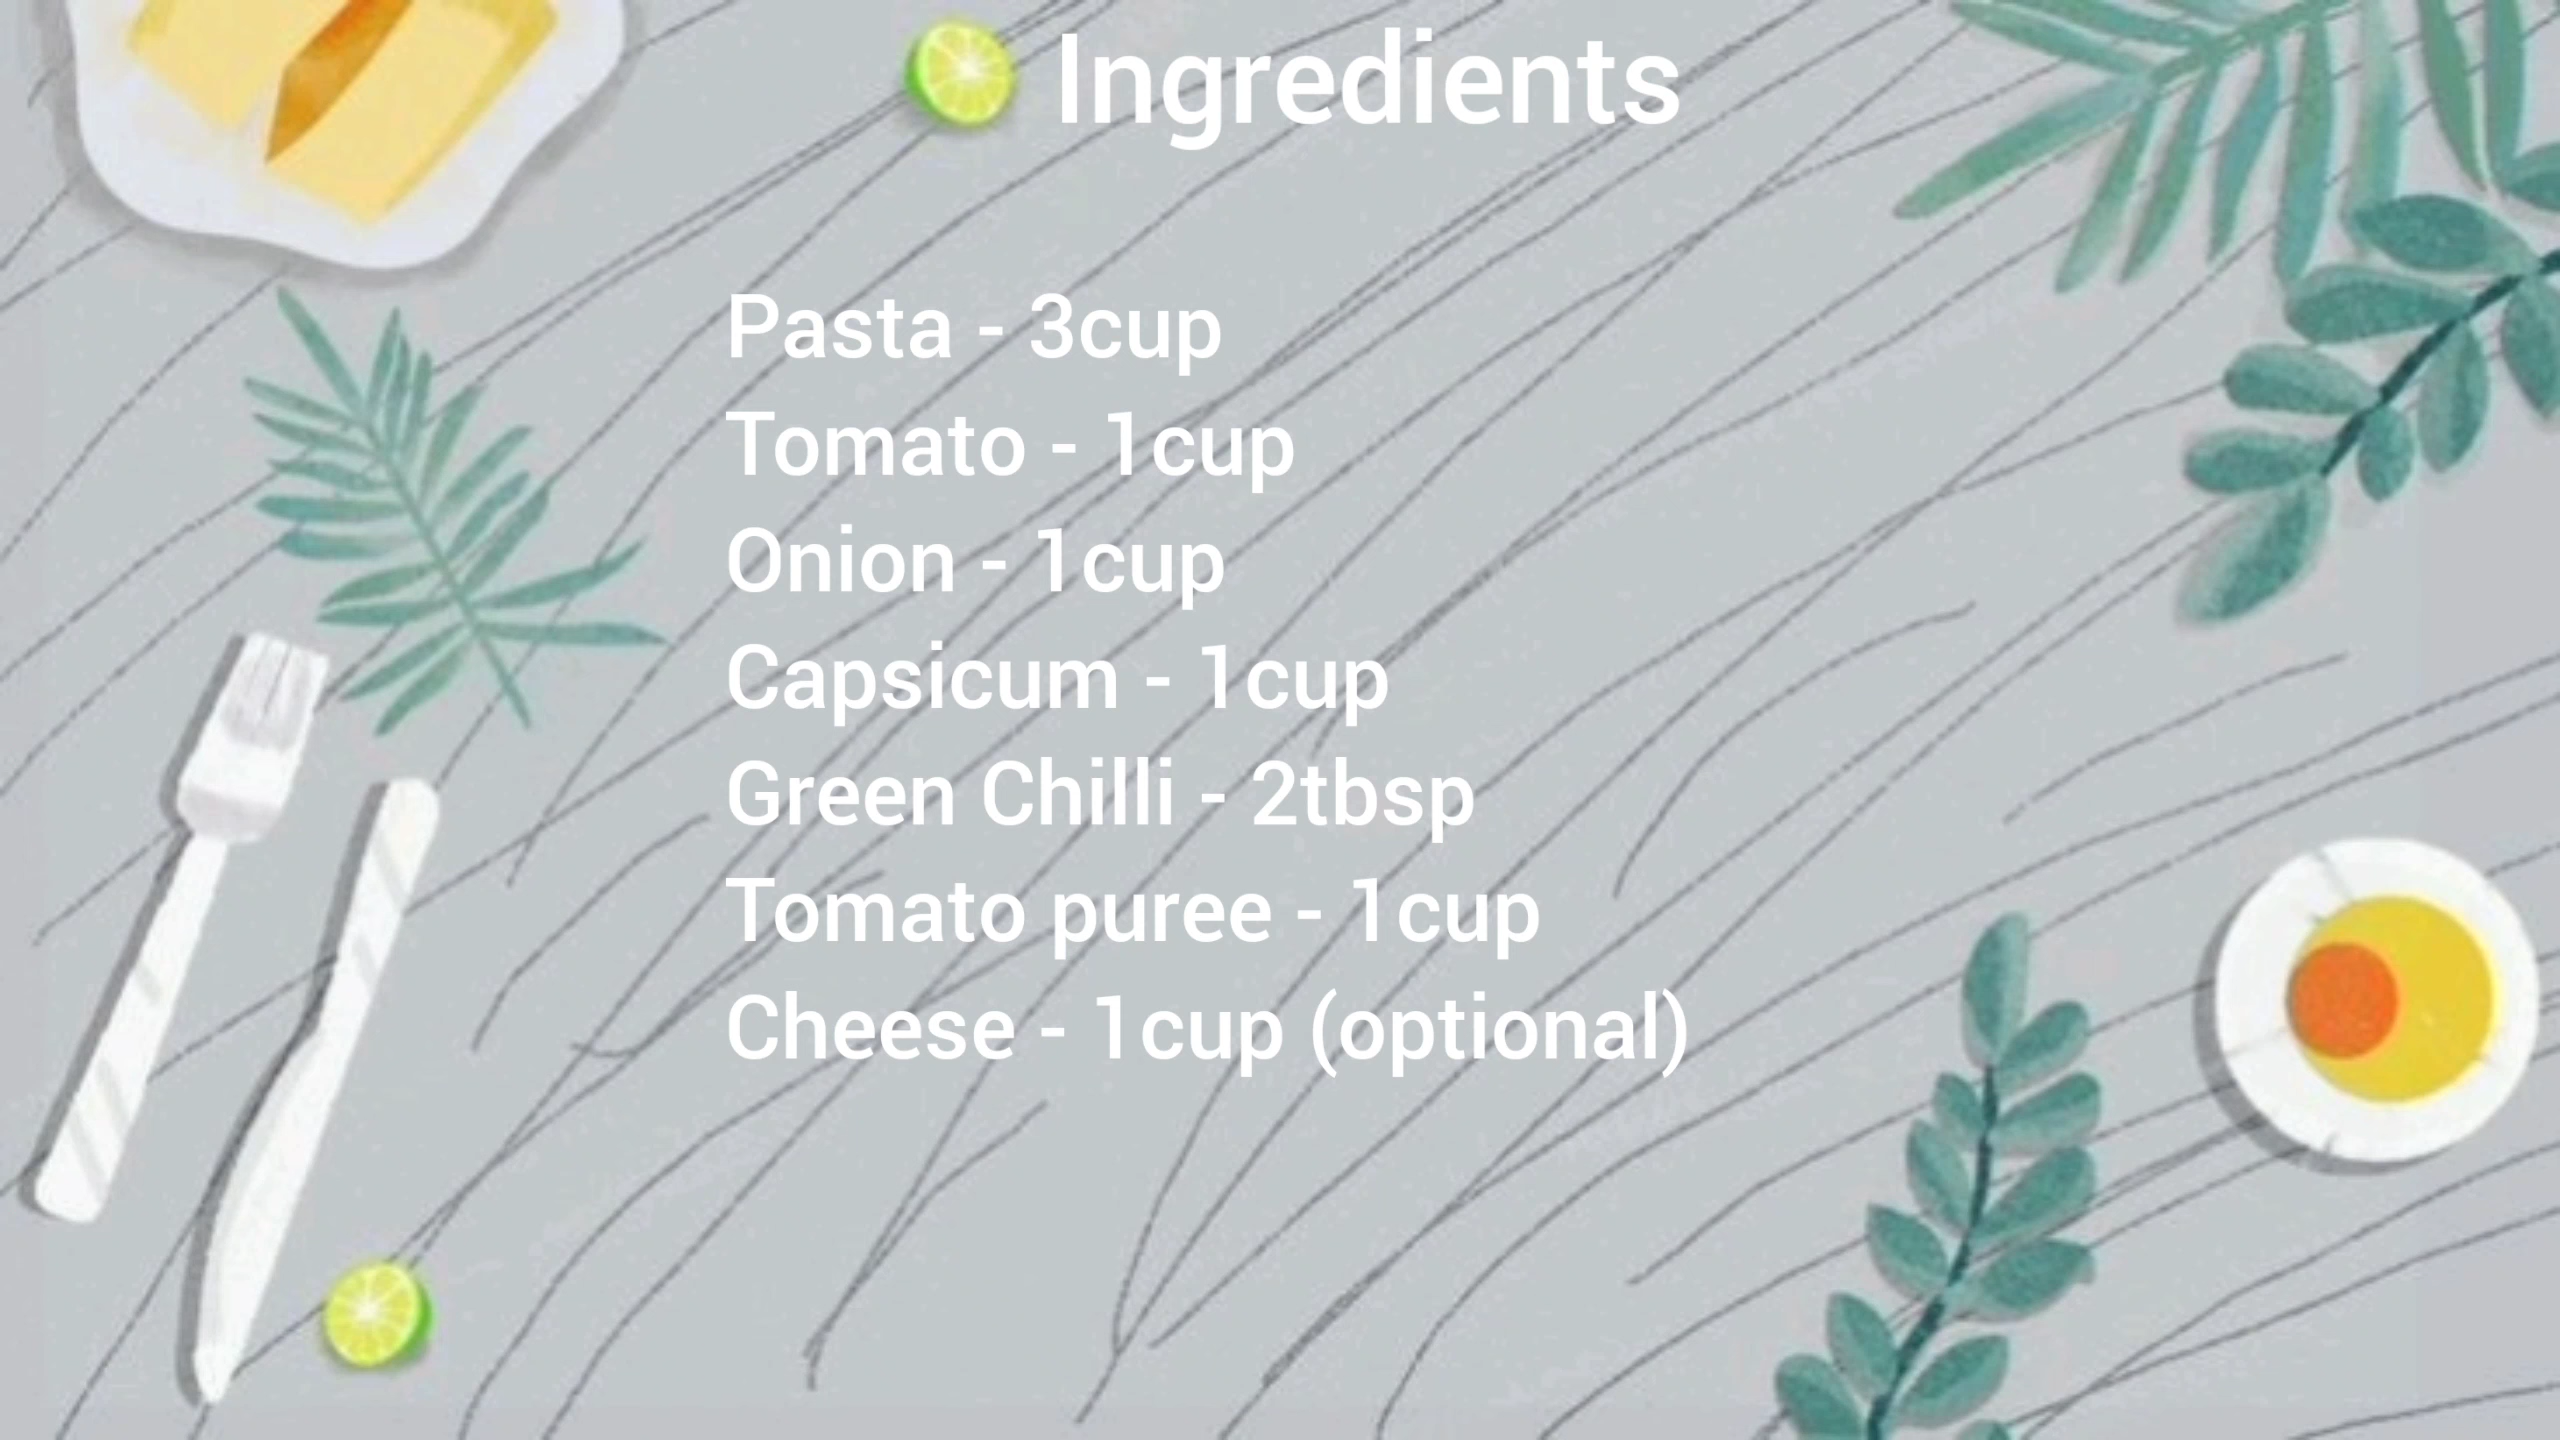 Ingredients
Pasta - 3cup
Tomato - 1cup
Onion - 1cup
Capsicum - 1cup
Green Chilli - 2tbsp
Tomato puree - 1cup
Cheese - 1cup (optional)